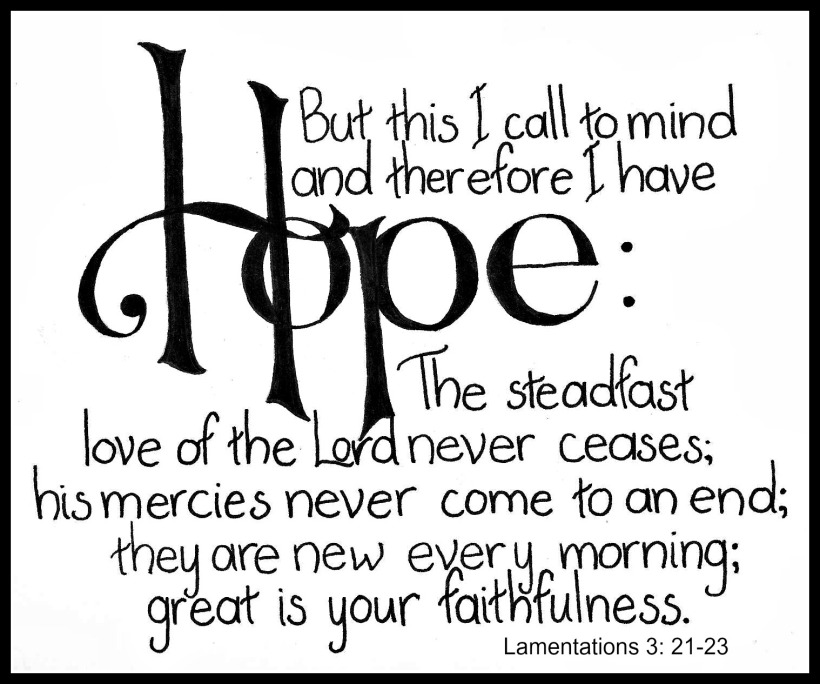 But this I call to mind
and therefore I have
Hope:
The steadfast
love of the Lord never ceases;
his mercies never come to an end;
they are new every morning;
great is your faithfulness.
Lamentations 3: 21-23